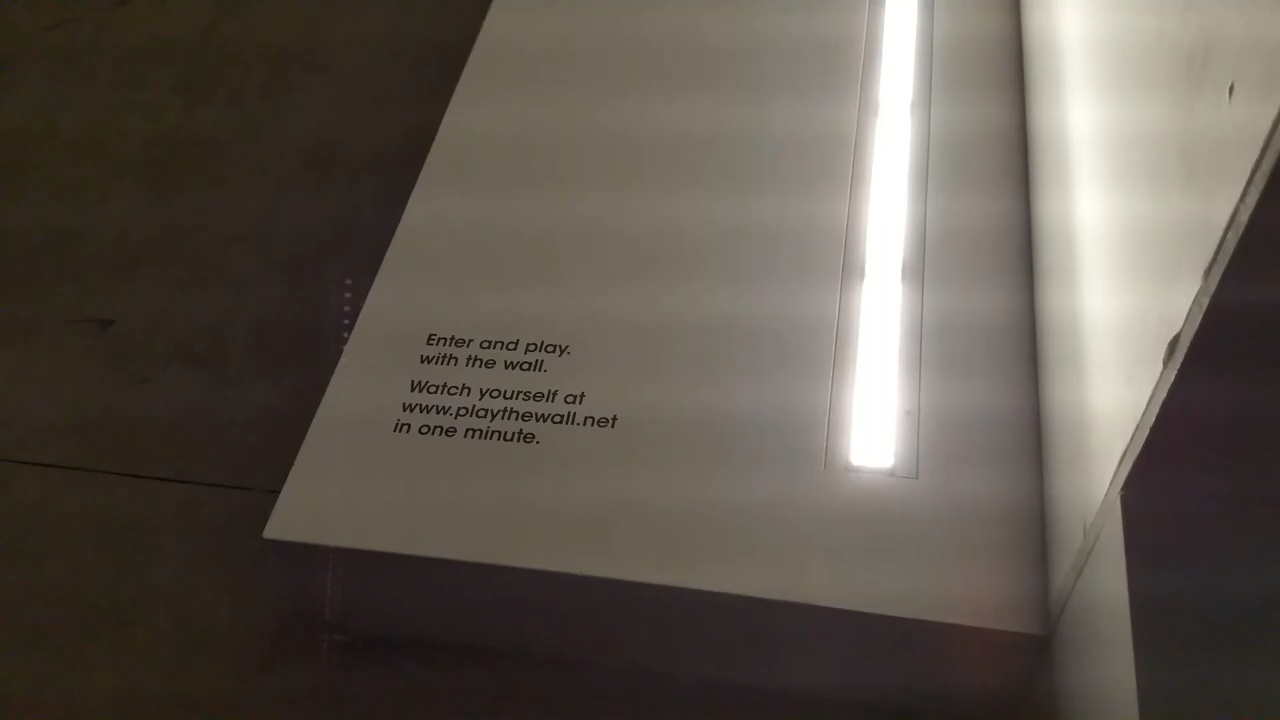 Enter and play.
with the wall.
Watch yourself at
www.playthewall.net
in one minute.